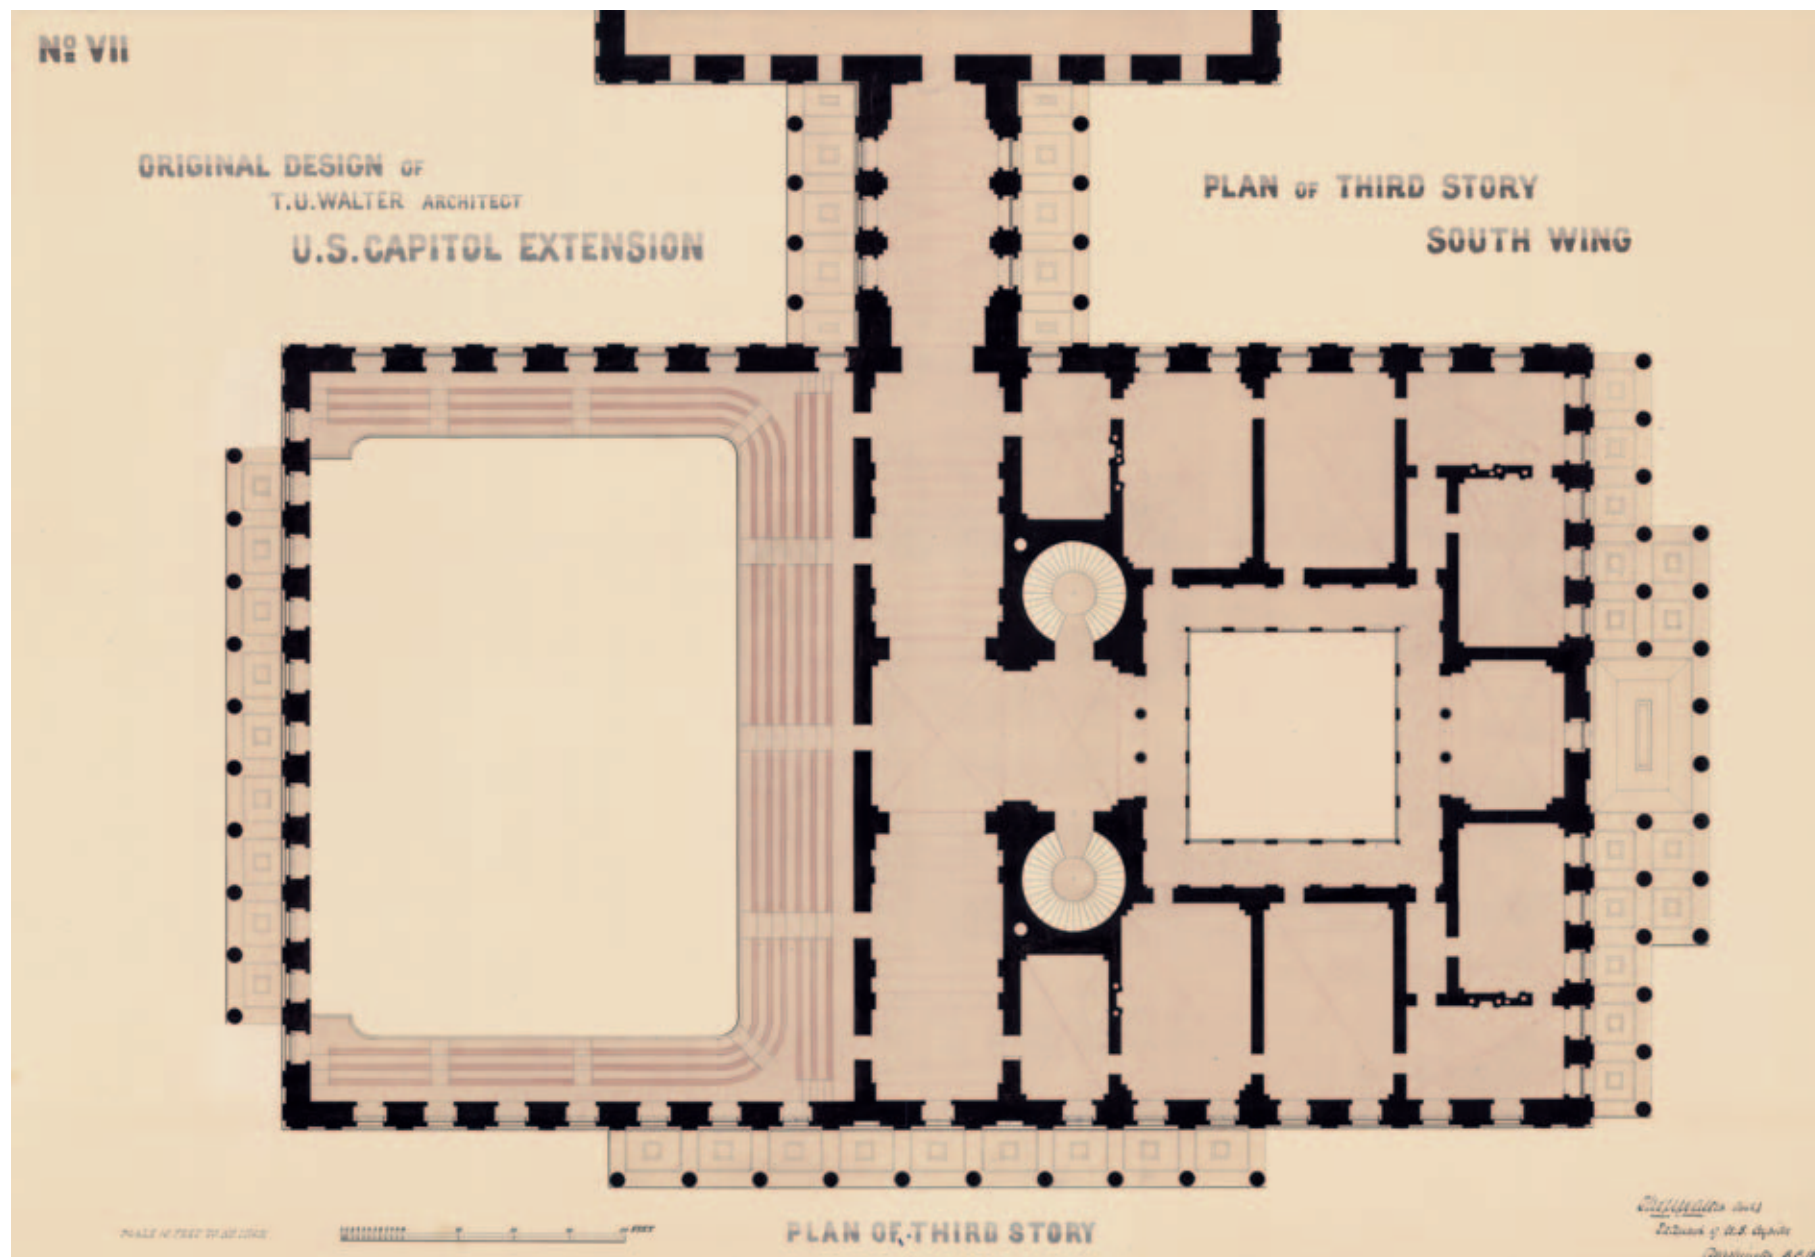 No VII
ORIGINAL DESIGN OF
T.U.WALTER ARCHITECT
U.S.CAPITOL EXTENSION
PLAN OF THIRD STORY
SOUTH WING
FEET
PLAN OF THIRD STORY